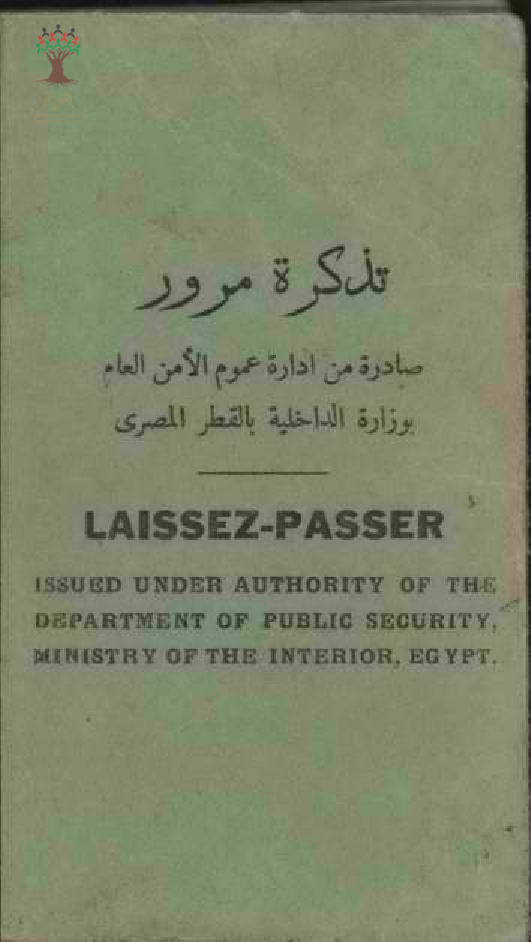 تذكرة مرور
صادرة من ادارة عموم الأمن العام
بوزارة الداخلية بالقطر المصرى
LAISSEZ-PASSER
ISSUED UNDER AUTHORITY OF THE
DEPARTMENT OF PUBLIC SECURITY,
MINISTRY OF THE INTERIOR, EGYPT.